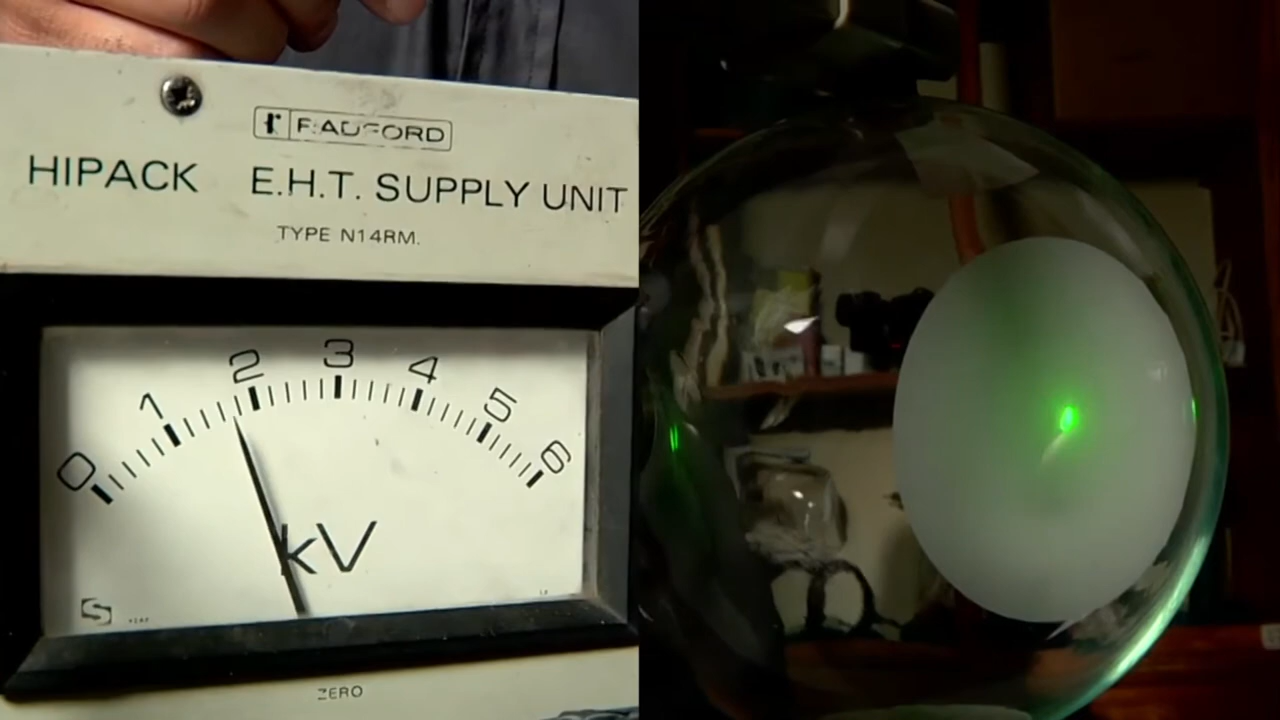 RADFORD
HIPACK E.H.T. SUPPLY UNIT
TYPE N14RM.
0 1 2 3 4 5 6
kV
ZERO